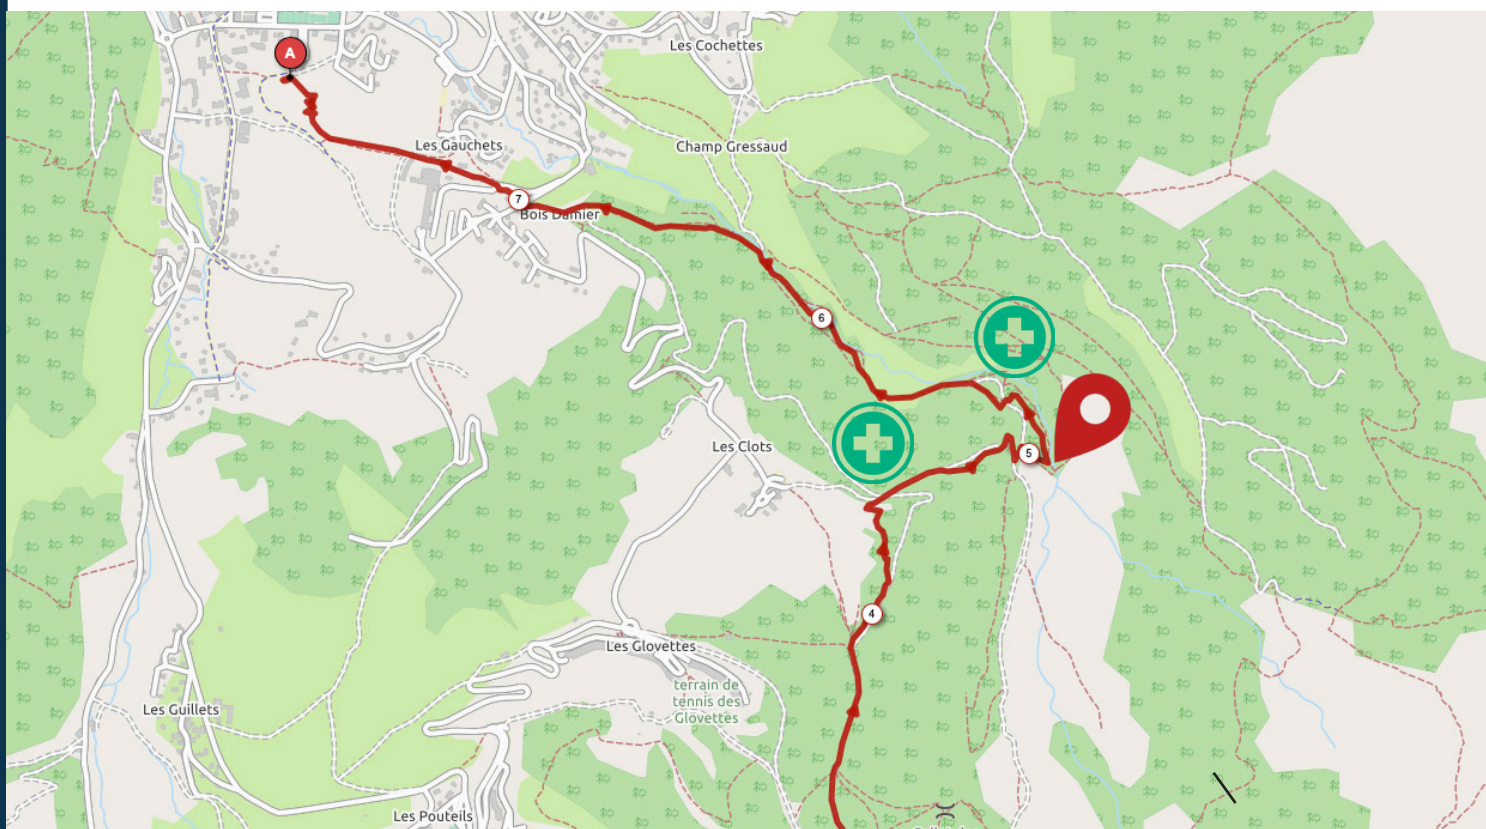 A
Les Cochettes
Les Gauchets
Champ Gressaud
7
Bois Damier
6
Les Clots
5
4
Les Glovettes
terrain de
tennis des
Glovettes
Les Guillets
Les Pouteils